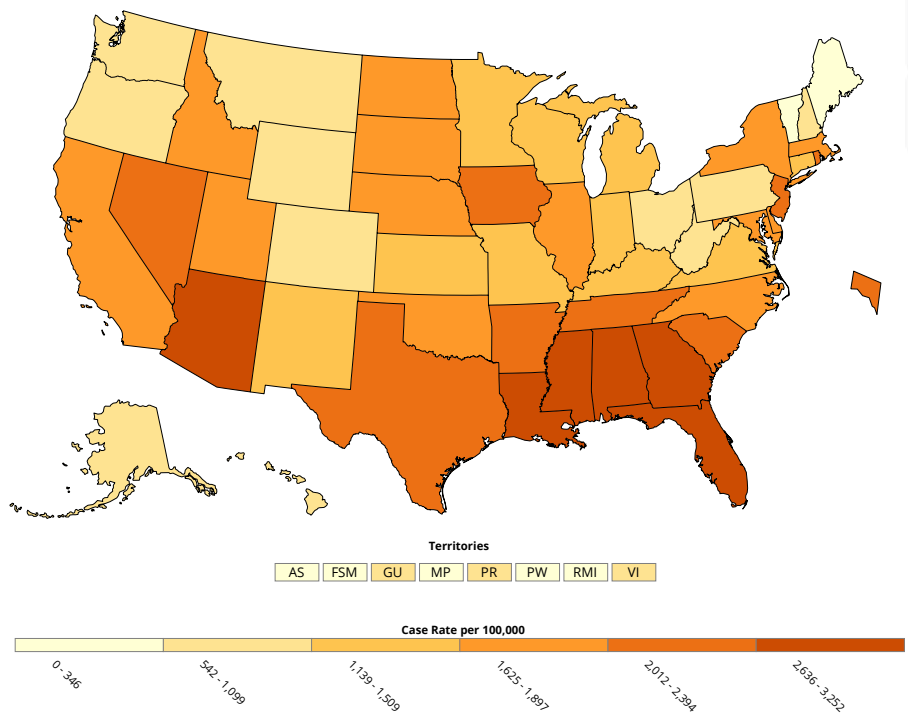 Territories
AS FSM GU MP PR PW RMI VI
Case Rate per 100,000
0 - 346 542 - 1,099 1,139 - 1,509 1,625 - 1,897 2,012 - 2,394 2,636 - 3,252